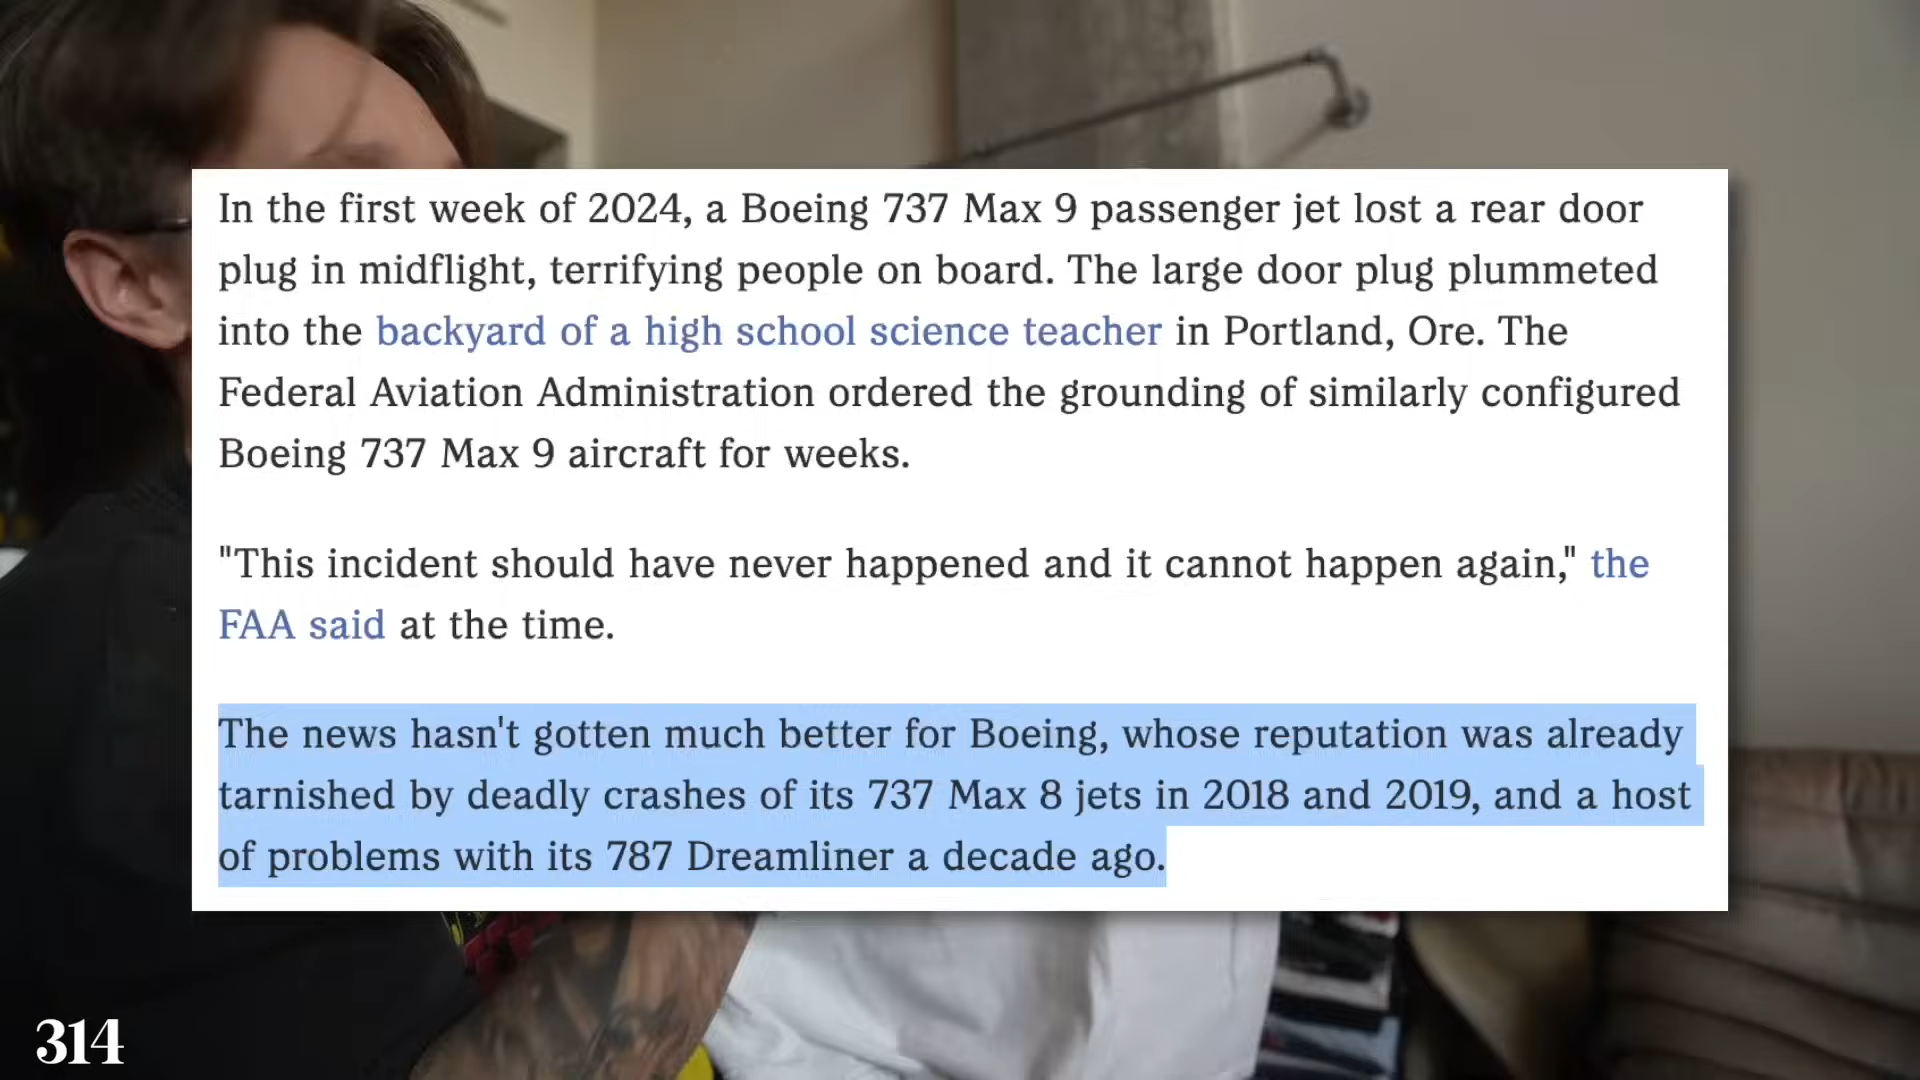 In the first week of 2024, a Boeing 737 Max 9 passenger jet lost a rear door
plug in midflight, terrifying people on board. The large door plug plummeted
into the backyard of a high school science teacher in Portland, Ore. The
Federal Aviation Administration ordered the grounding of similarly configured
Boeing 737 Max 9 aircraft for weeks.
"This incident should have never happened and it cannot happen again," the
FAA said at the time.
The news hasn't gotten much better for Boeing, whose reputation was already
tarnished by deadly crashes of its 737 Max 8 jets in 2018 and 2019, and a host
of problems with its 787 Dreamliner a decade ago.
314